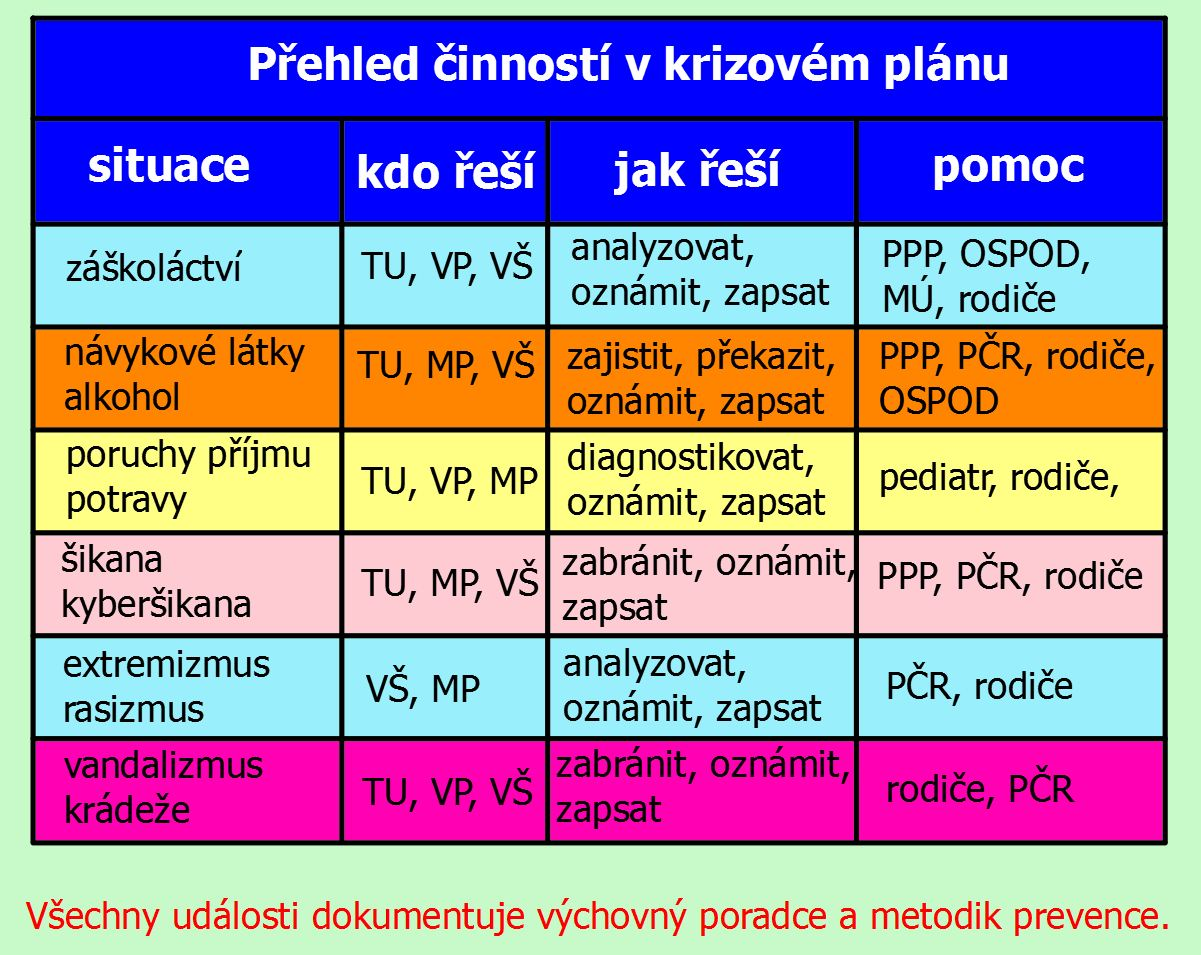 Přehled činností v krizovém plánu
situace
kdo řeší
jak řeší
pomoc
záškoláctví
TU, VP, VŠ
analyzovat,
oznámit, zapsat
PPP, OSPOD,
MÚ, rodiče
návykové látky
alkohol
TU, MP, VŠ
zajistit, překazit,
oznámit, zapsat
PPP, PČR, rodiče,
OSPOD
poruchy příjmu
potravy
TU, VP, MP
diagnostikovat,
oznámit, zapsat
pediatr, rodiče,
šikana
kyberšikana
TU, MP, VŠ
zabránit, oznámit,
zapsat
PPP, PČR, rodiče
extremizmus
rasizmus
VŠ, MP
analyzovat,
oznámit, zapsat
PČR, rodiče
vandalizmus
krádeže
TU, VP, VŠ
zabránit, oznámit,
zapsat
rodiče, PČR
Všechny události dokumentuje výchovný poradce a metodik prevence.